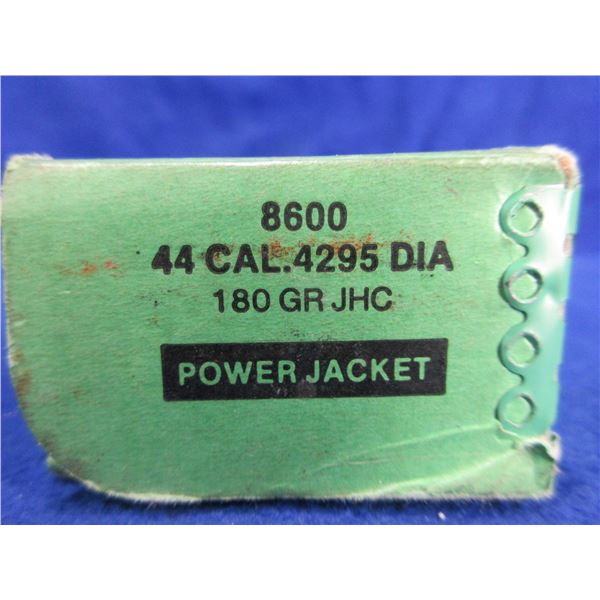 8600
44 CAL. .4295 DIA
180 GR JHC
POWER JACKET